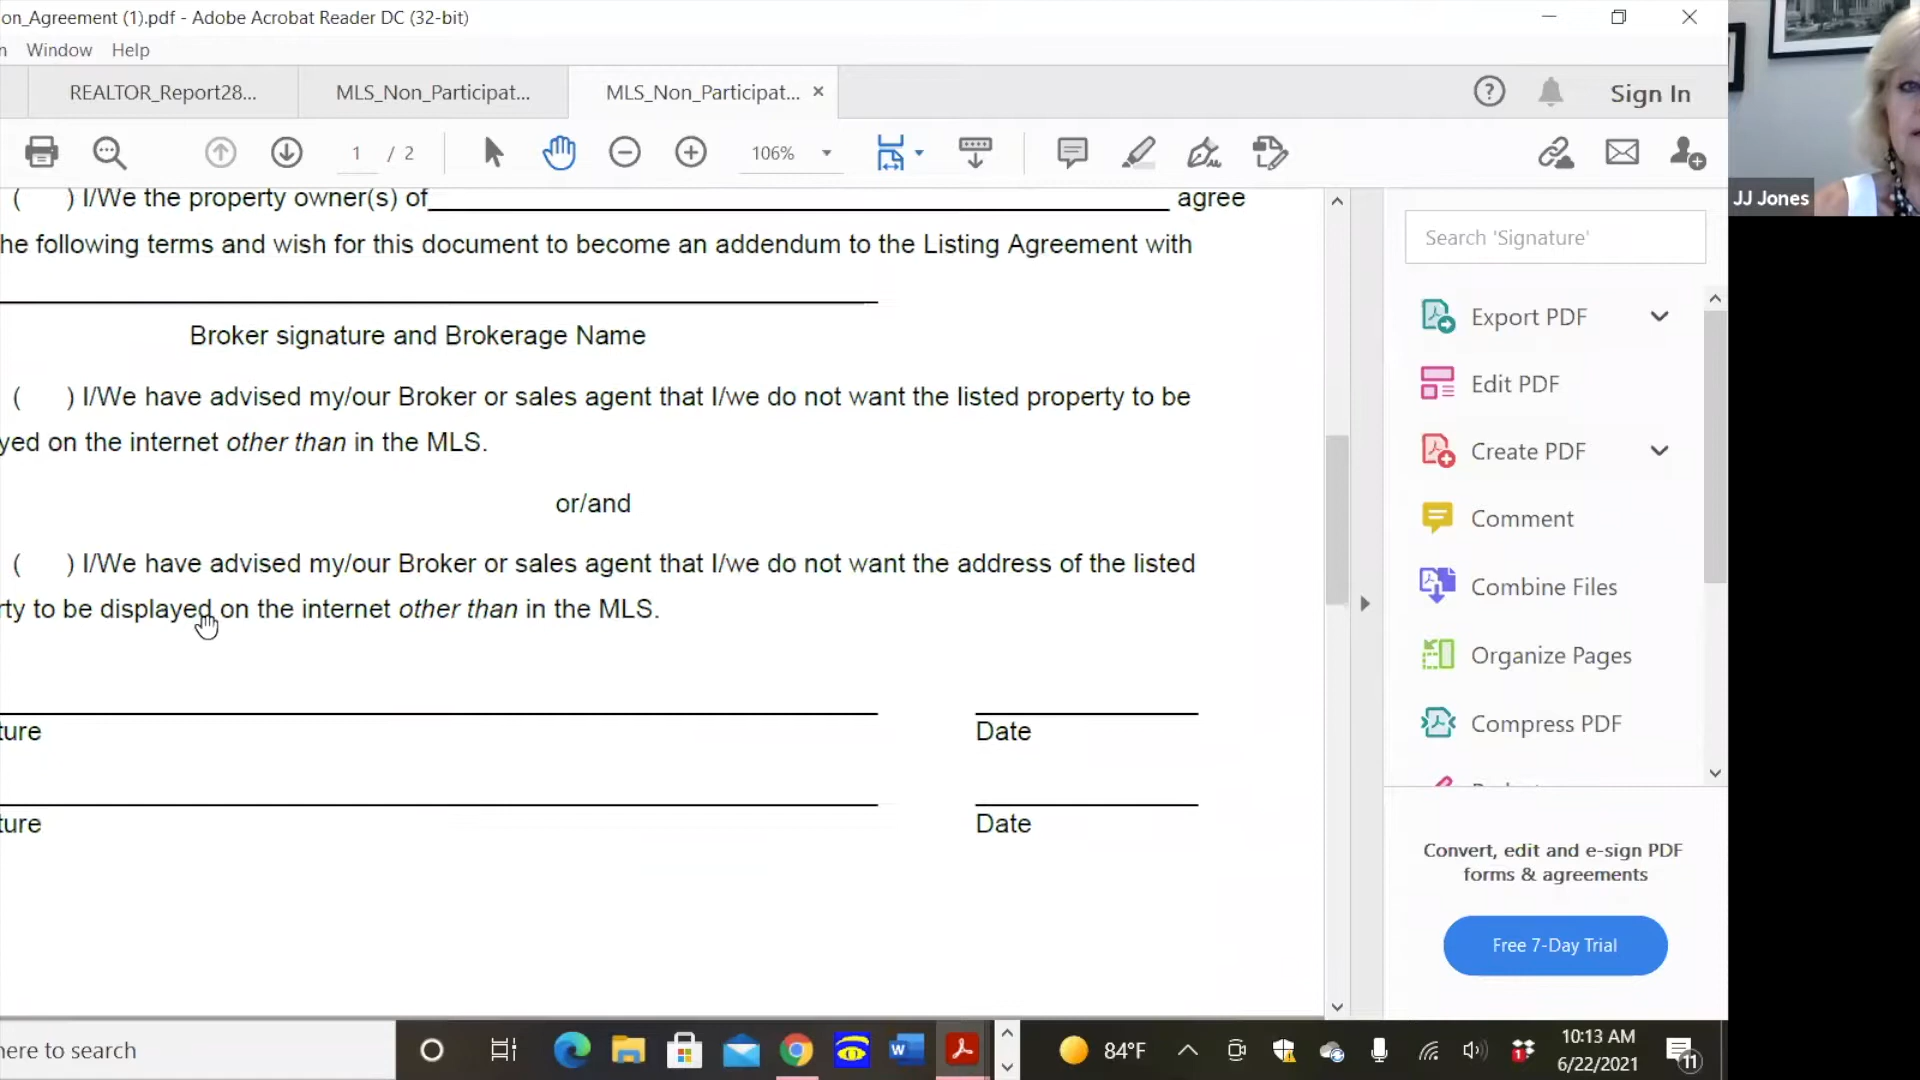 on_Agreement (1).pdf - Adobe Acrobat Reader DC (32-bit)
n Window Help
REALTOR_Report28...
MLS_Non_Participat...
MLS_Non_Participat... ×
Sign In
1 / 2
106%
( ) I/We the property owner(s) of____ agree
he following terms and wish for this document to become an addendum to the Listing Agreement with
Broker signature and Brokerage Name
( ) I/We have advised my/our Broker or sales agent that I/we do not want the listed property to be
yed on the internet other than in the MLS.
or/and
( ) I/We have advised my/our Broker or sales agent that I/we do not want the address of the listed
rty to be displayed on the internet other than in the MLS.
ture
Date
ture
Date
Search 'Signature'
Export PDF
Edit PDF
Create PDF
Comment
Combine Files
Organize Pages
Compress PDF
Convert, edit and e-sign PDF
forms & agreements
Free 7-Day Trial
JJ Jones
here to search
84°F
10:13 AM
6/22/2021
11